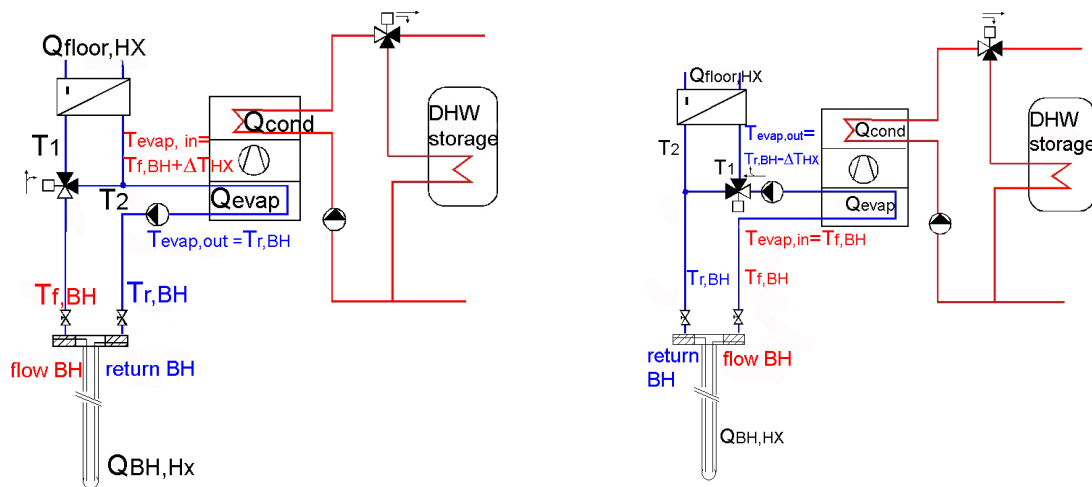 Qfloor,HX
T1
Tevap, in=
Tf,BH+ΔTHX
T2
Qcond
Qevap
DHW
storage
Tevap,out =Tr,BH
Tf,BH
Tr,BH
flow BH
return BH
QBH,Hx
Qfloor,HX
T2
T1
Tevap,out=
Tr,BH-ΔTHX
Qcond
Qevap
DHW
storage
Tevap,in=Tf,BH
Tr,BH
Tf,BH
return
BH
flow BH
QBH,HX